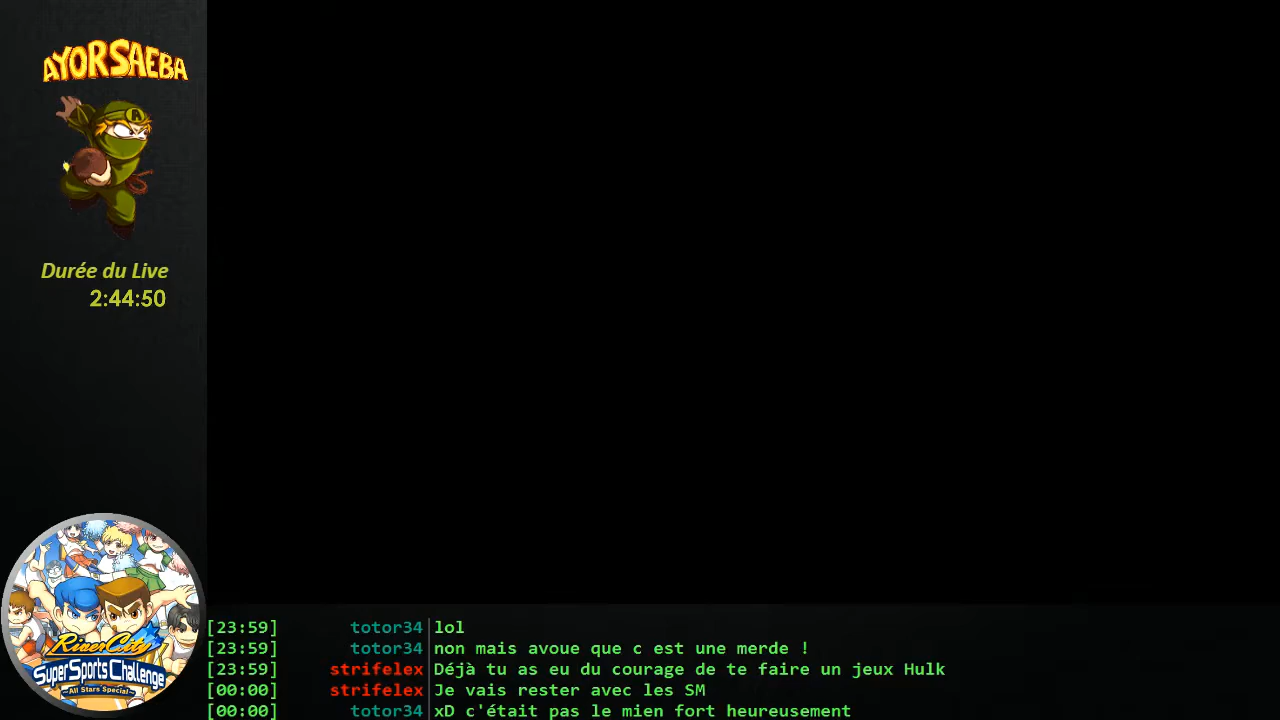 AYORSAEBA
Durée du Live
2:44:50
River City
Super Sports Challenge
~All Stars Special~
[23:59] totor34 lol
[23:59] totor34 non mais avoue que c est une merde !
[23:59] strifelex Déjà tu as eu du courage de te faire un jeux Hulk
[00:00] strifelex Je vais rester avec les SM
[00:00] totor34 xD c'était pas le mien fort heureusement